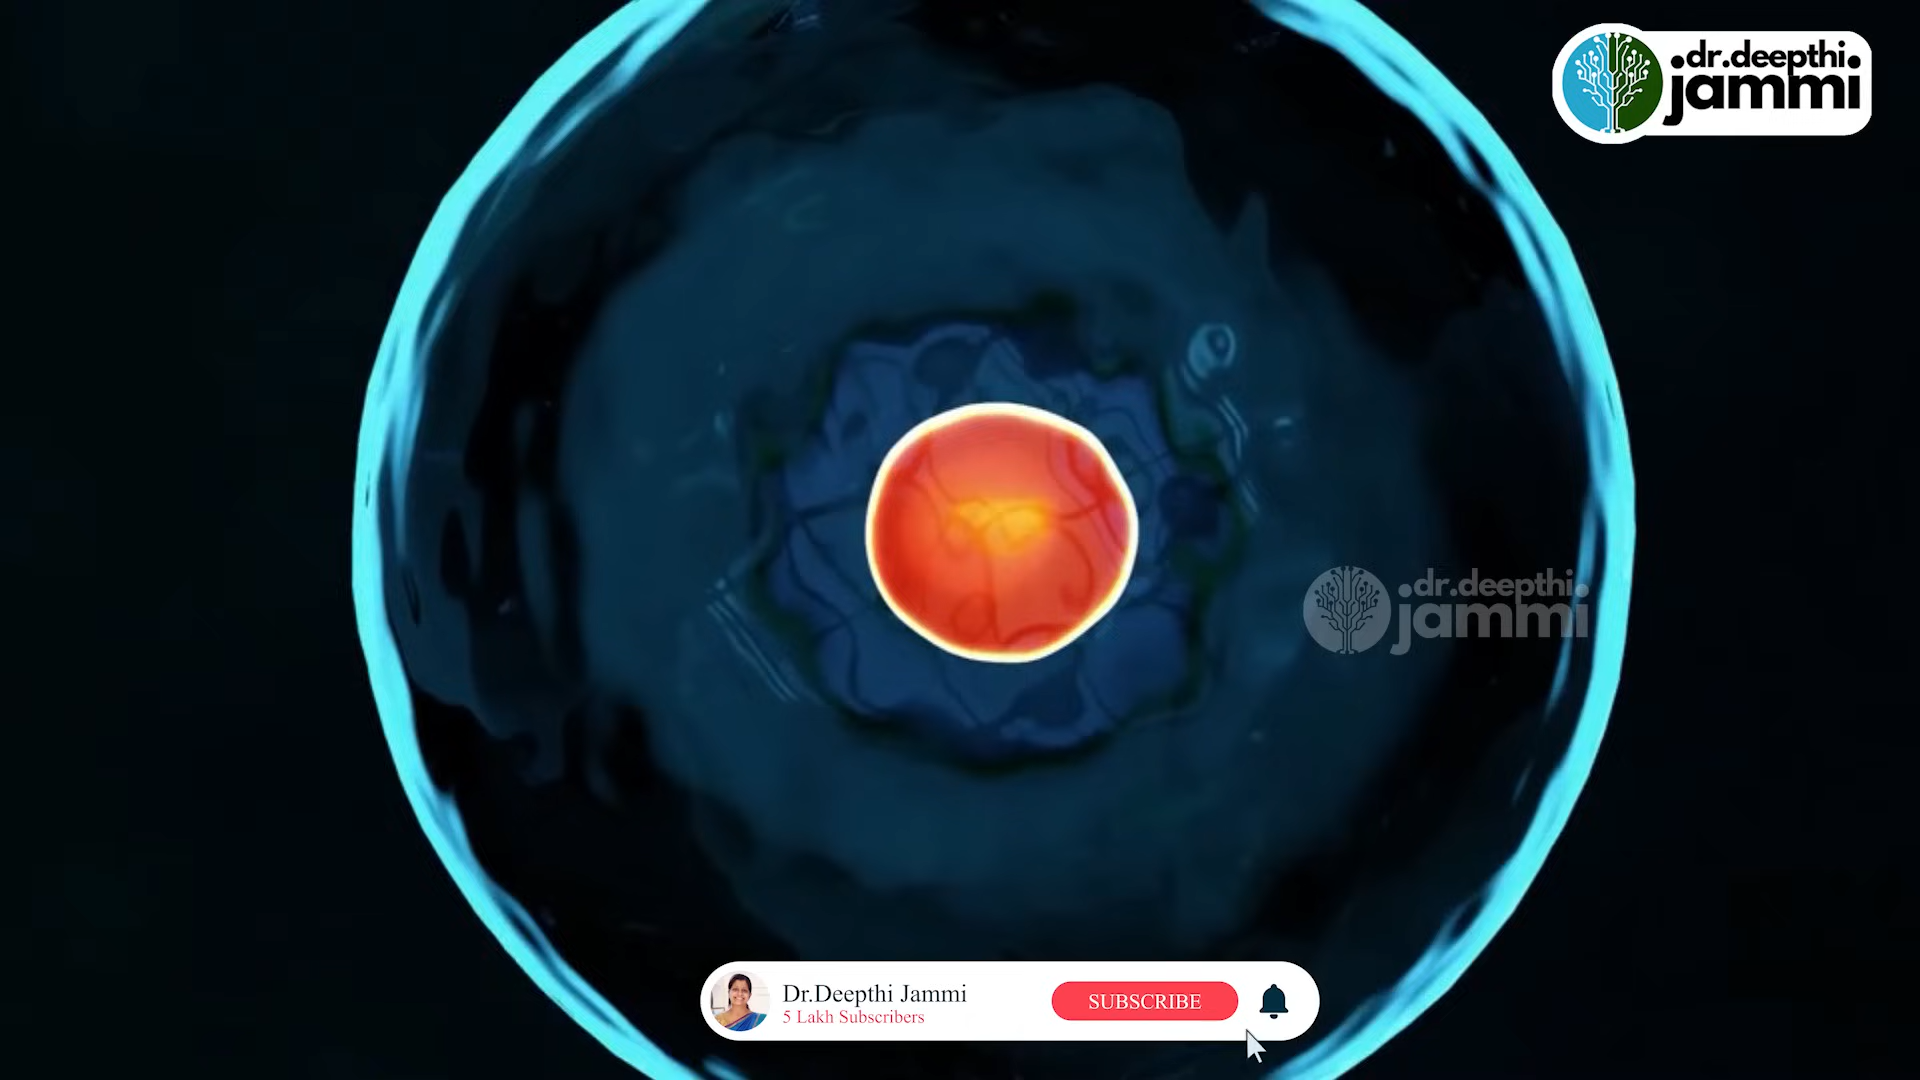 dr.deepthi
jammi
dr.deepthi
jammi
Dr.Deepthi Jammi
5 Lakh Subscribers
SUBSCRIBE